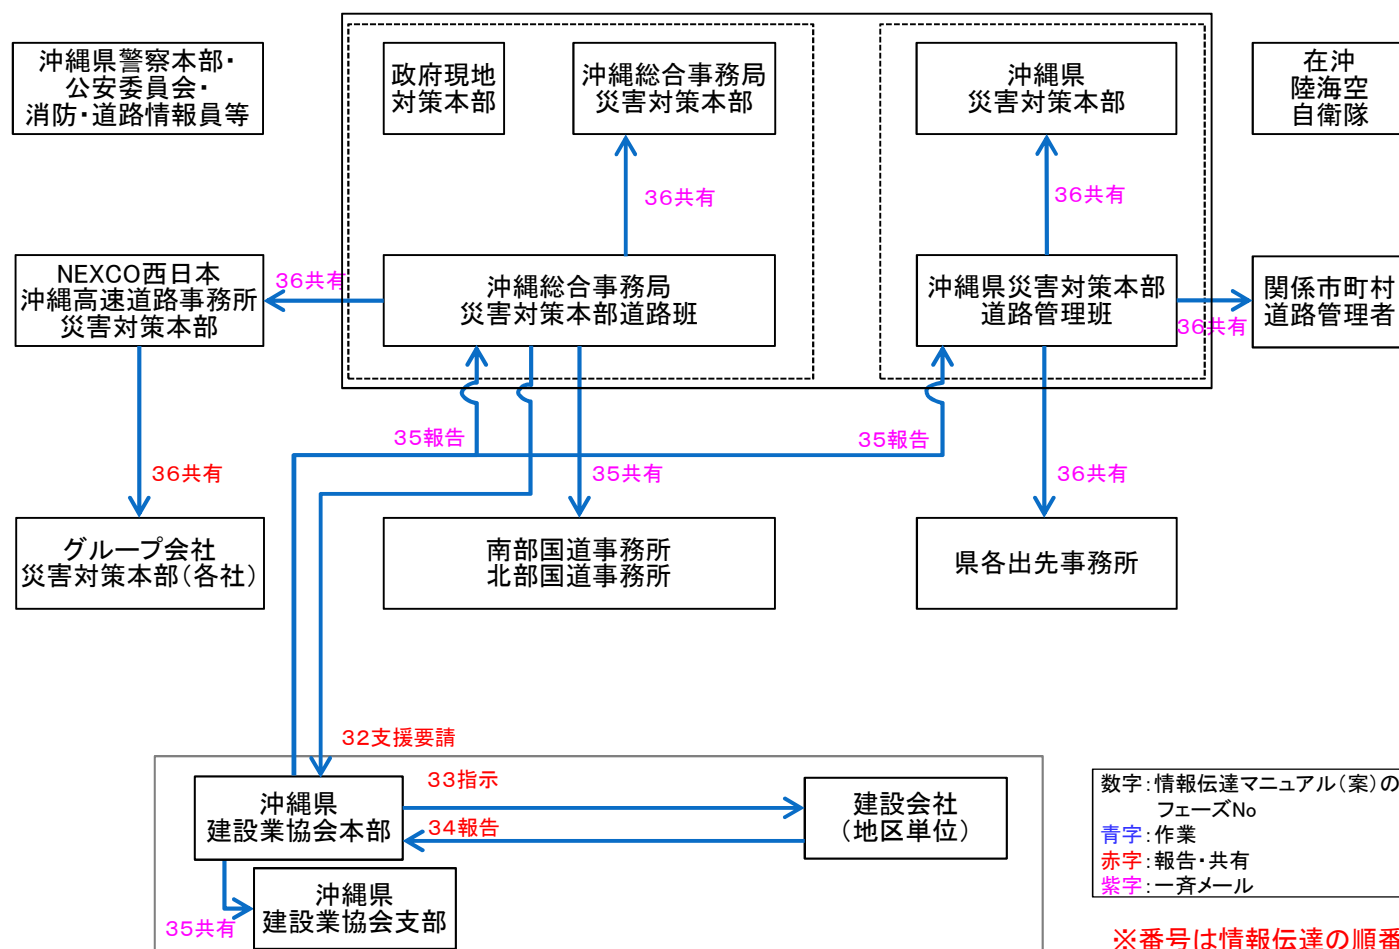 沖縄県警察本部・
公安委員会・
消防・道路情報員等
政府現地
対策本部
沖縄総合事務局
災害対策本部
沖縄県
災害対策本部
在沖
陸海空
自衛隊
36共有
36共有
NEXCO西日本
沖縄高速道路事務所
災害対策本部
36共有
沖縄総合事務局
災害対策本部道路班
沖縄県災害対策本部
道路管理班
36共有
関係市町村
道路管理者
35報告
35報告
36共有
35共有
36共有
グループ会社
災害対策本部(各社)
南部国道事務所
北部国道事務所
県各出先事務所
32支援要請
33指示
沖縄県
建設業協会本部
34報告
建設会社
(地区単位)
35共有
沖縄県
建設業協会支部
数字:情報伝達マニュアル(案)の
フェーズNo
青字:作業
赤字:報告・共有
紫字:一斉メール
※番号は情報伝達の順番